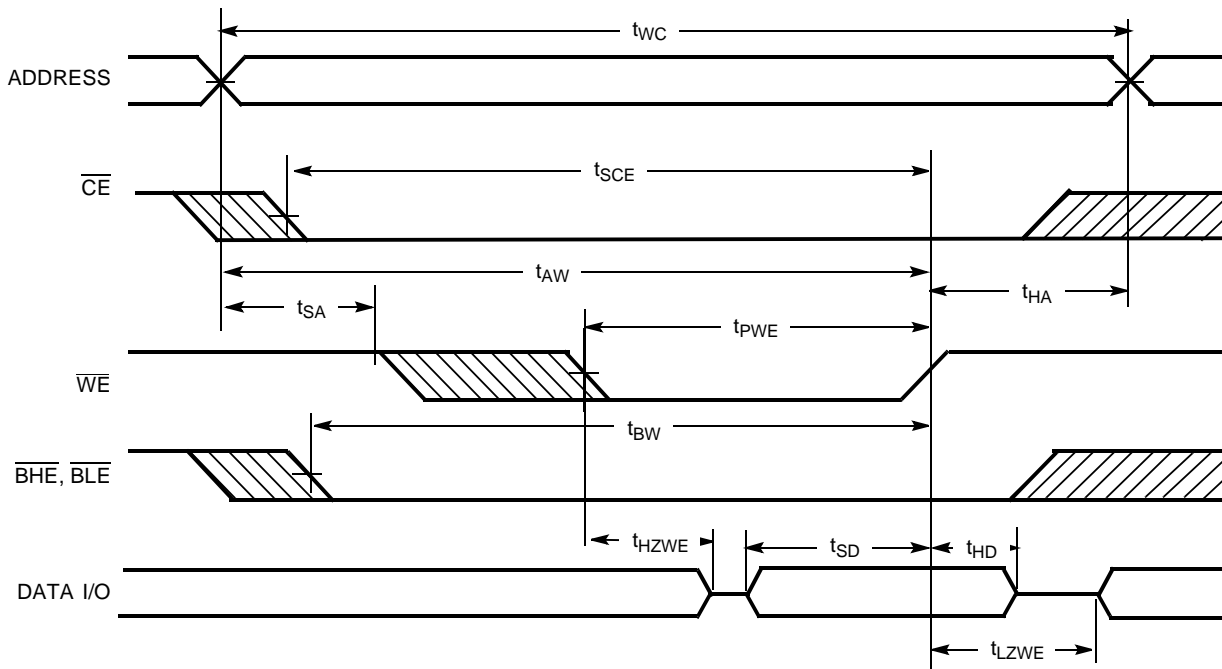 tWC
ADDRESS
tSCE
CE
tAW
tSA
tHA
tPWE
WE
tBW
BHE, BLE
tHZWE
tSD
tHD
DATA I/O
tLZWE